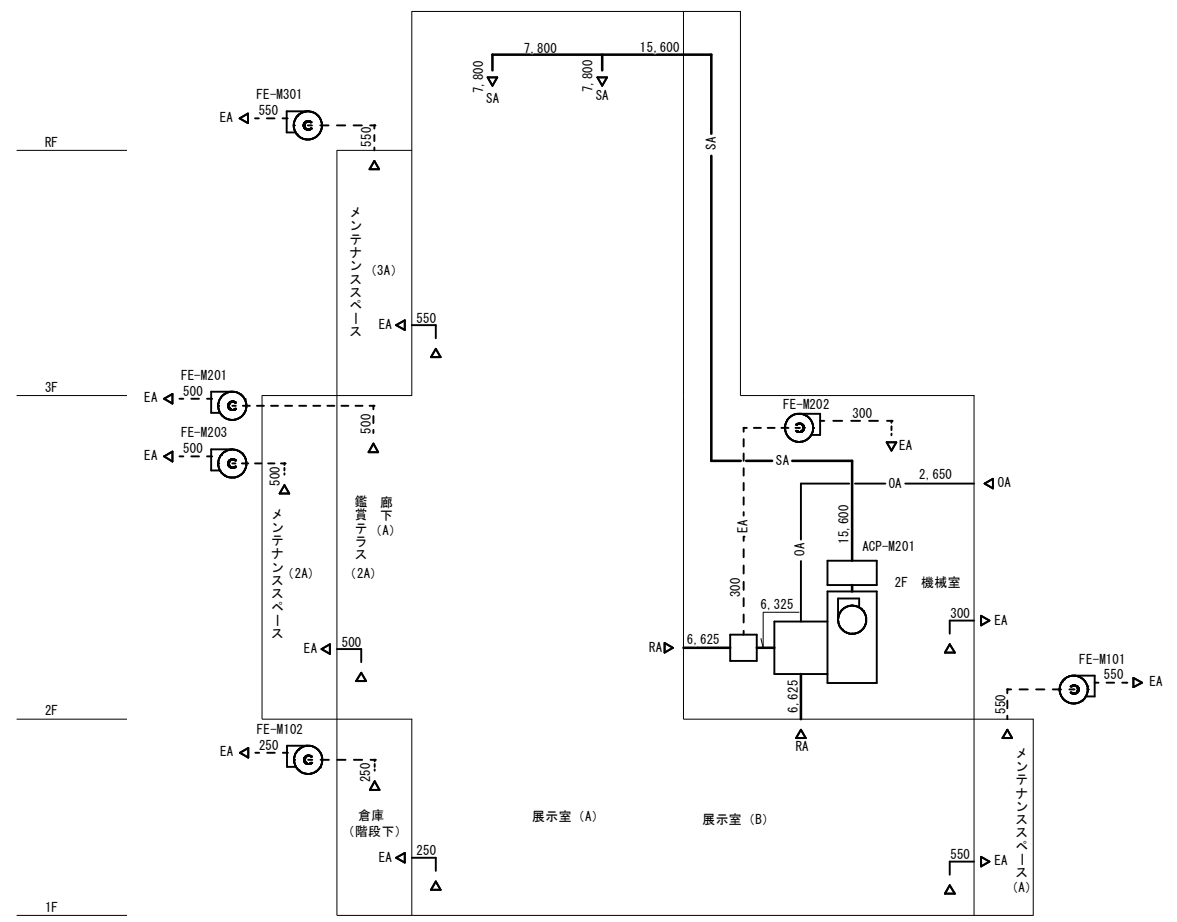 7,800
15,600
7,800
7,800
SA
SA
SA
FE-M301
EA
550
550
RF
メンテナンススペース
(3A)
EA
550
3F
FE-M201
EA
500
500
FE-M203
EA
500
500
FE-M202
300
EA
SA
OA
2,650
OA
15,600
EA
OA
ACP-M201
2F 機械室
メンテナンススペース
(2A)
鑑賞テラス
(2A)
廊下
(A)
300
6,325
RA
6,625
6,625
RA
300
EA
EA
500
FE-M101
550
EA
550
2F
FE-M102
EA
250
250
倉庫
(階段下)
展示室 (A)
展示室 (B)
メンテナンススペース
(A)
EA
250
550
EA
1F